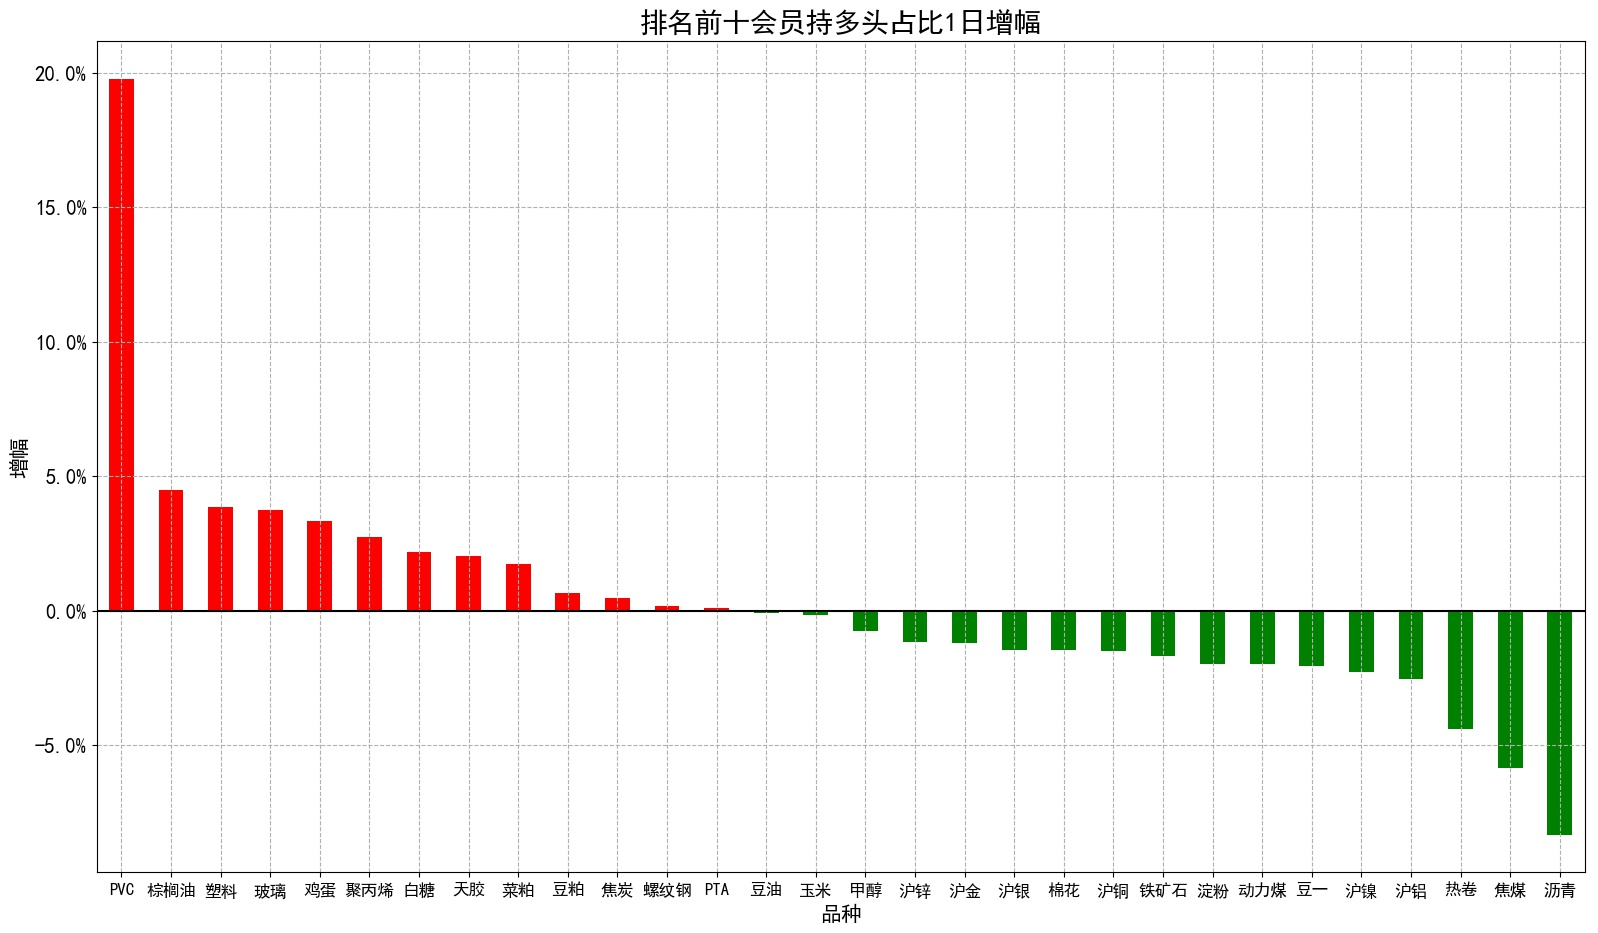 排名前十会员持多头占比1日增幅
20.0%
15.0%
10.0%
5.0%
0.0%
-5.0%
增幅
PVC 棕榈油 塑料 玻璃 鸡蛋 聚丙烯 白糖 天胶 菜粕 豆粕 焦炭 螺纹钢 PTA 豆油 玉米 甲醇 沪锌 沪金 沪银 棉花 沪铜 铁矿石 淀粉 动力煤 豆一 沪镍 沪铝 热卷 焦煤 沥青
品种